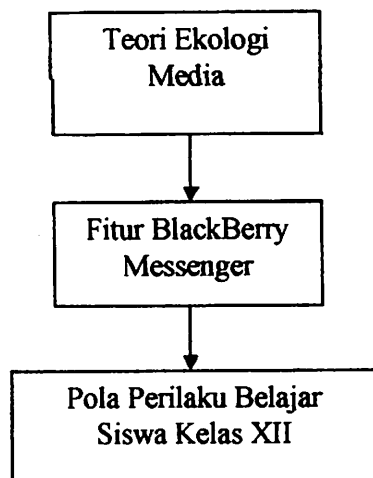 Teori Ekologi
Media
Fitur BlackBerry
Messenger
Pola Perilaku Belajar
Siswa Kelas XII